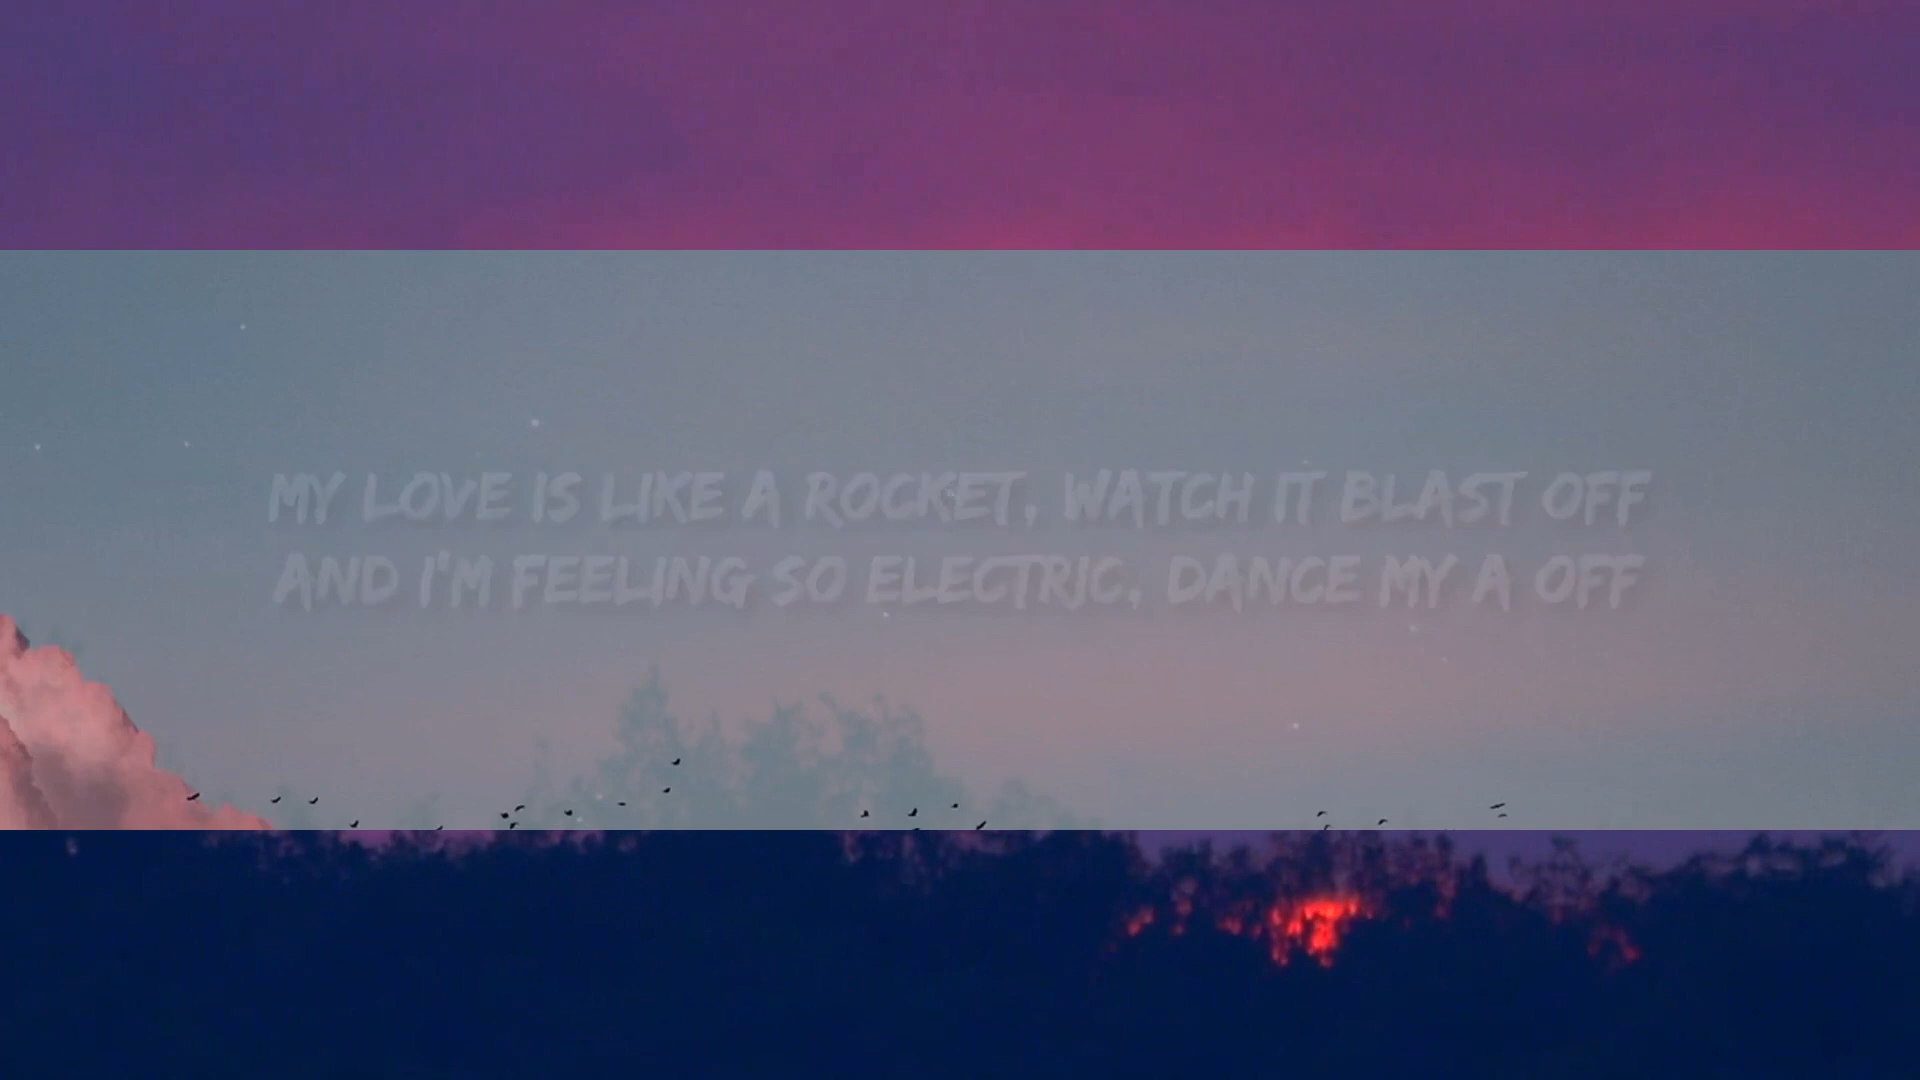 MY LOVE IS LIKE A ROCKET, WATCH IT BLAST OFF
AND I'M FEELING SO ELECTRIC, DANCE MY A OFF